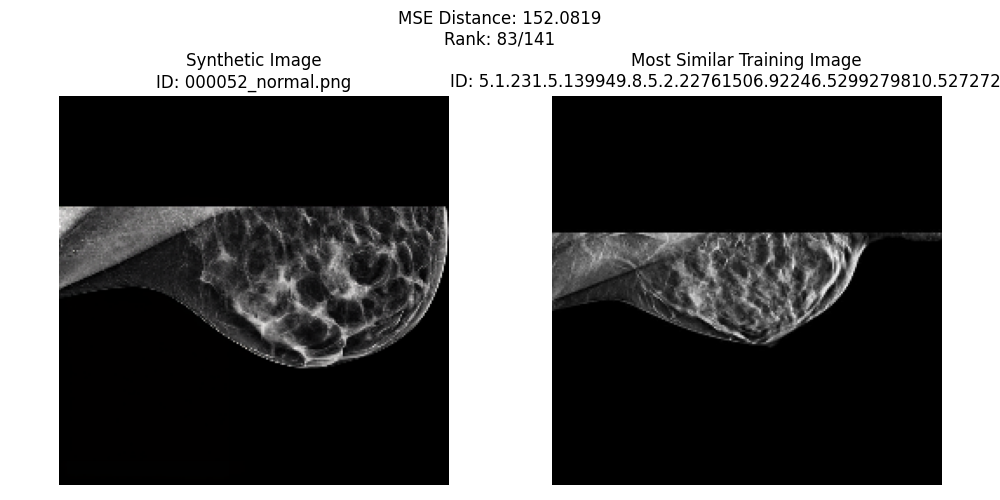 MSE Distance: 152.0819
Rank: 83/141
Synthetic Image
ID: 000052_normal.png
Most Similar Training Image
ID: 5.1.231.5.139949.8.5.2.22761506.92246.5299279810.527272